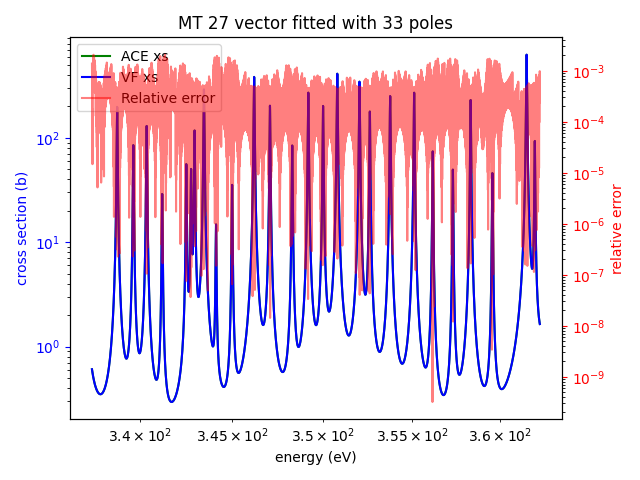 MT 27 vector fitted with 33 poles
ACE xs
VF xs
Relative error
cross section (b)
10²
10¹
10⁰
relative error
10⁻³
10⁻⁴
10⁻⁵
10⁻⁶
10⁻⁷
10⁻⁸
10⁻⁹
3.4 × 10² 3.45 × 10² 3.5 × 10² 3.55 × 10² 3.6 × 10²
energy (eV)